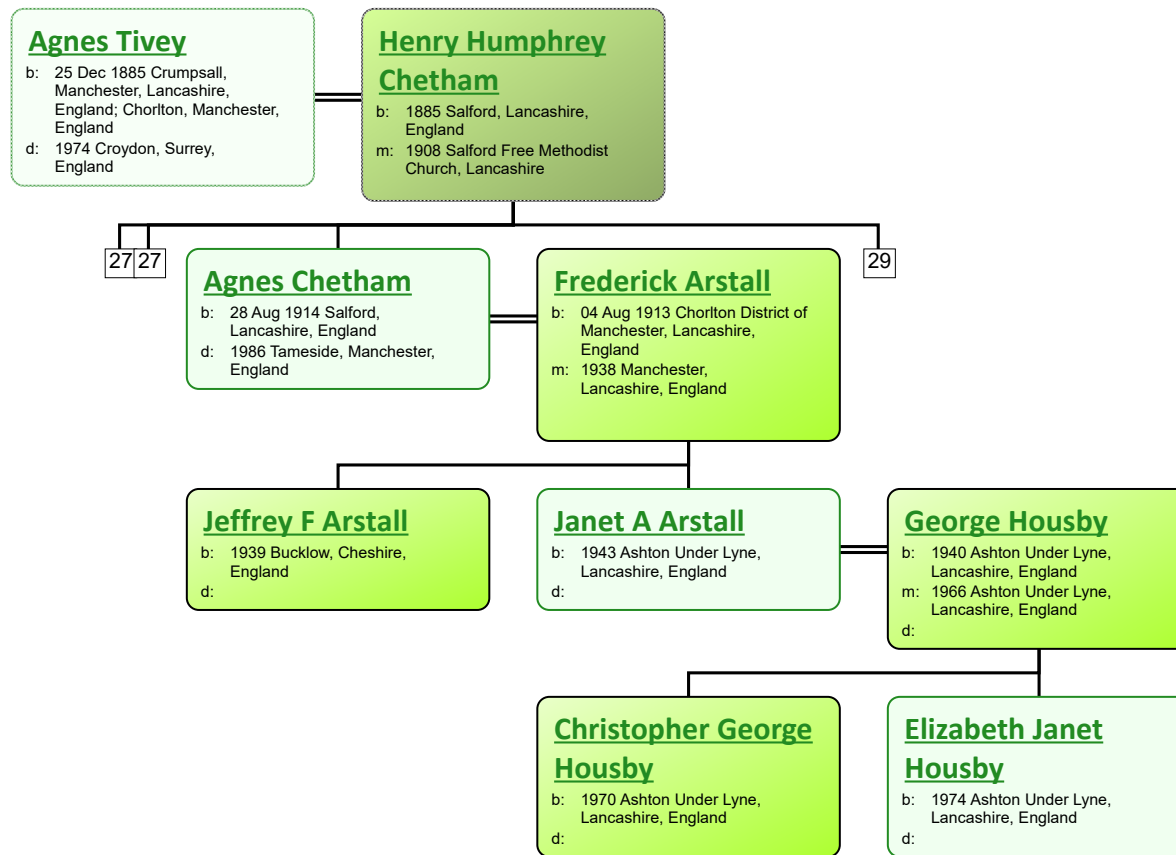 Agnes Tivey
b: 25 Dec 1885 Crumpsall,
Manchester, Lancashire,
England; Chorlton, Manchester,
England
d: 1974 Croydon, Surrey,
England
Henry Humphrey
Chetham
b: 1885 Salford, Lancashire,
England
m: 1908 Salford Free Methodist
Church, Lancashire
27
27
29
Agnes Chetham
b: 28 Aug 1914 Salford,
Lancashire, England
d: 1986 Tameside, Manchester,
England
Frederick Arstall
b: 04 Aug 1913 Chorlton District of
Manchester, Lancashire,
England
m: 1938 Manchester,
Lancashire, England
Jeffrey F Arstall
b: 1939 Bucklow, Cheshire,
England
d:
Janet A Arstall
b: 1943 Ashton Under Lyne,
Lancashire, England
d:
George Housby
b: 1940 Ashton Under Lyne,
Lancashire, England
m: 1966 Ashton Under Lyne,
Lancashire, England
d:
Christopher George
Housby
b: 1970 Ashton Under Lyne,
Lancashire, England
d:
Elizabeth Janet
Housby
b: 1974 Ashton Under Lyne,
Lancashire, England
d: